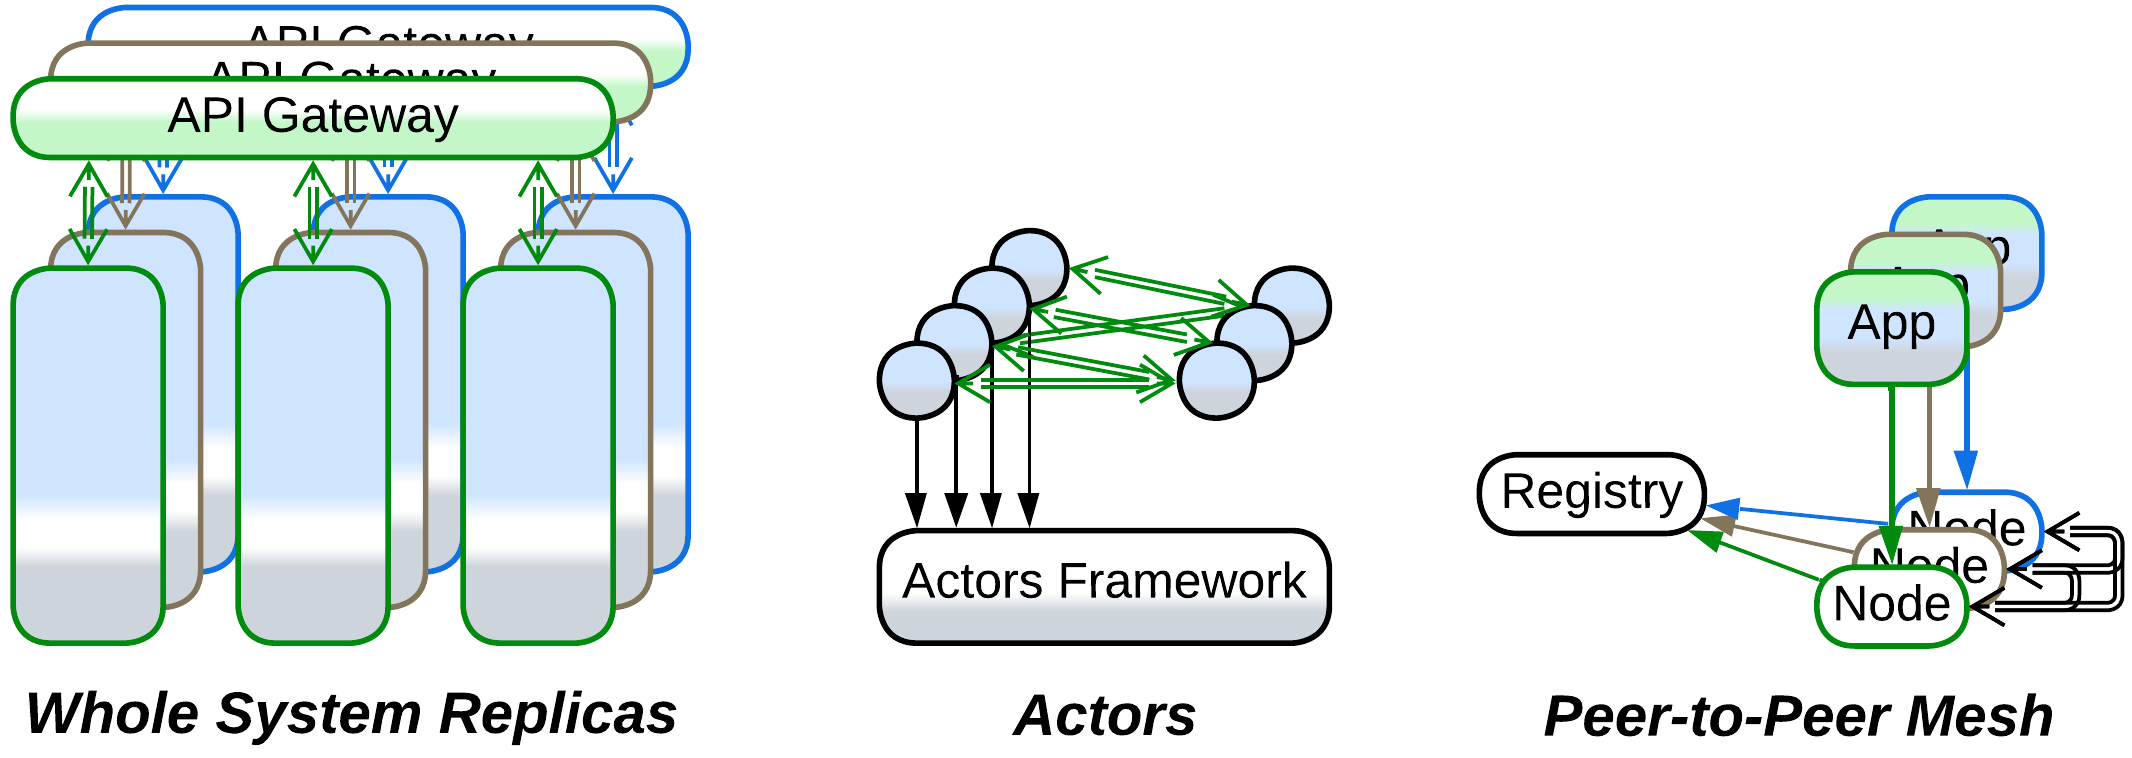 API Gateway
API Gateway
API Gateway
App
App
App
Registry
Node
Node
Node
Actors Framework
Whole System Replicas
Actors
Peer-to-Peer Mesh